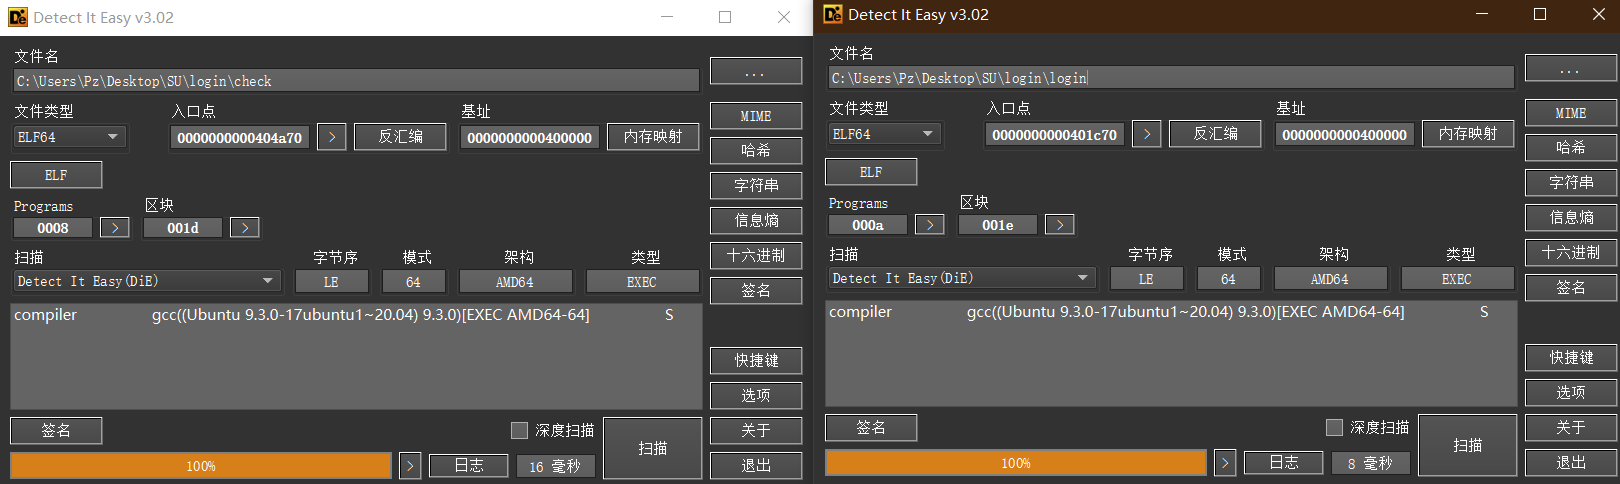 Detect It Easy v3.02
文件名
C:\Users\Pz\Desktop\SU\login\check
...
文件类型
入口点
基址
ELF64
0000000000404a70
>
反汇编
0000000000400000
内存映射
MIME
哈希
ELF
字符串
Programs
区块
信息熵
0008
>
001d
>
扫描
字节序
模式
架构
类型
十六进制
Detect It Easy(DiE)
LE
64
AMD64
EXEC
签名
compiler
gcc((Ubuntu 9.3.0-17ubuntu1~20.04) 9.3.0)[EXEC AMD64-64]
S
快捷键
选项
签名
深度扫描
扫描
关于
100%
>
日志
16 毫秒
退出
Detect It Easy v3.02
文件名
C:\Users\Pz\Desktop\SU\login\login
...
文件类型
入口点
基址
ELF64
0000000000401c70
>
反汇编
0000000000400000
内存映射
MIME
哈希
ELF
字符串
Programs
区块
信息熵
000a
>
001e
>
扫描
字节序
模式
架构
类型
十六进制
Detect It Easy(DiE)
LE
64
AMD64
EXEC
签名
compiler
gcc((Ubuntu 9.3.0-17ubuntu1~20.04) 9.3.0)[EXEC AMD64-64]
S
快捷键
选项
签名
深度扫描
扫描
关于
100%
>
日志
8 毫秒
退出